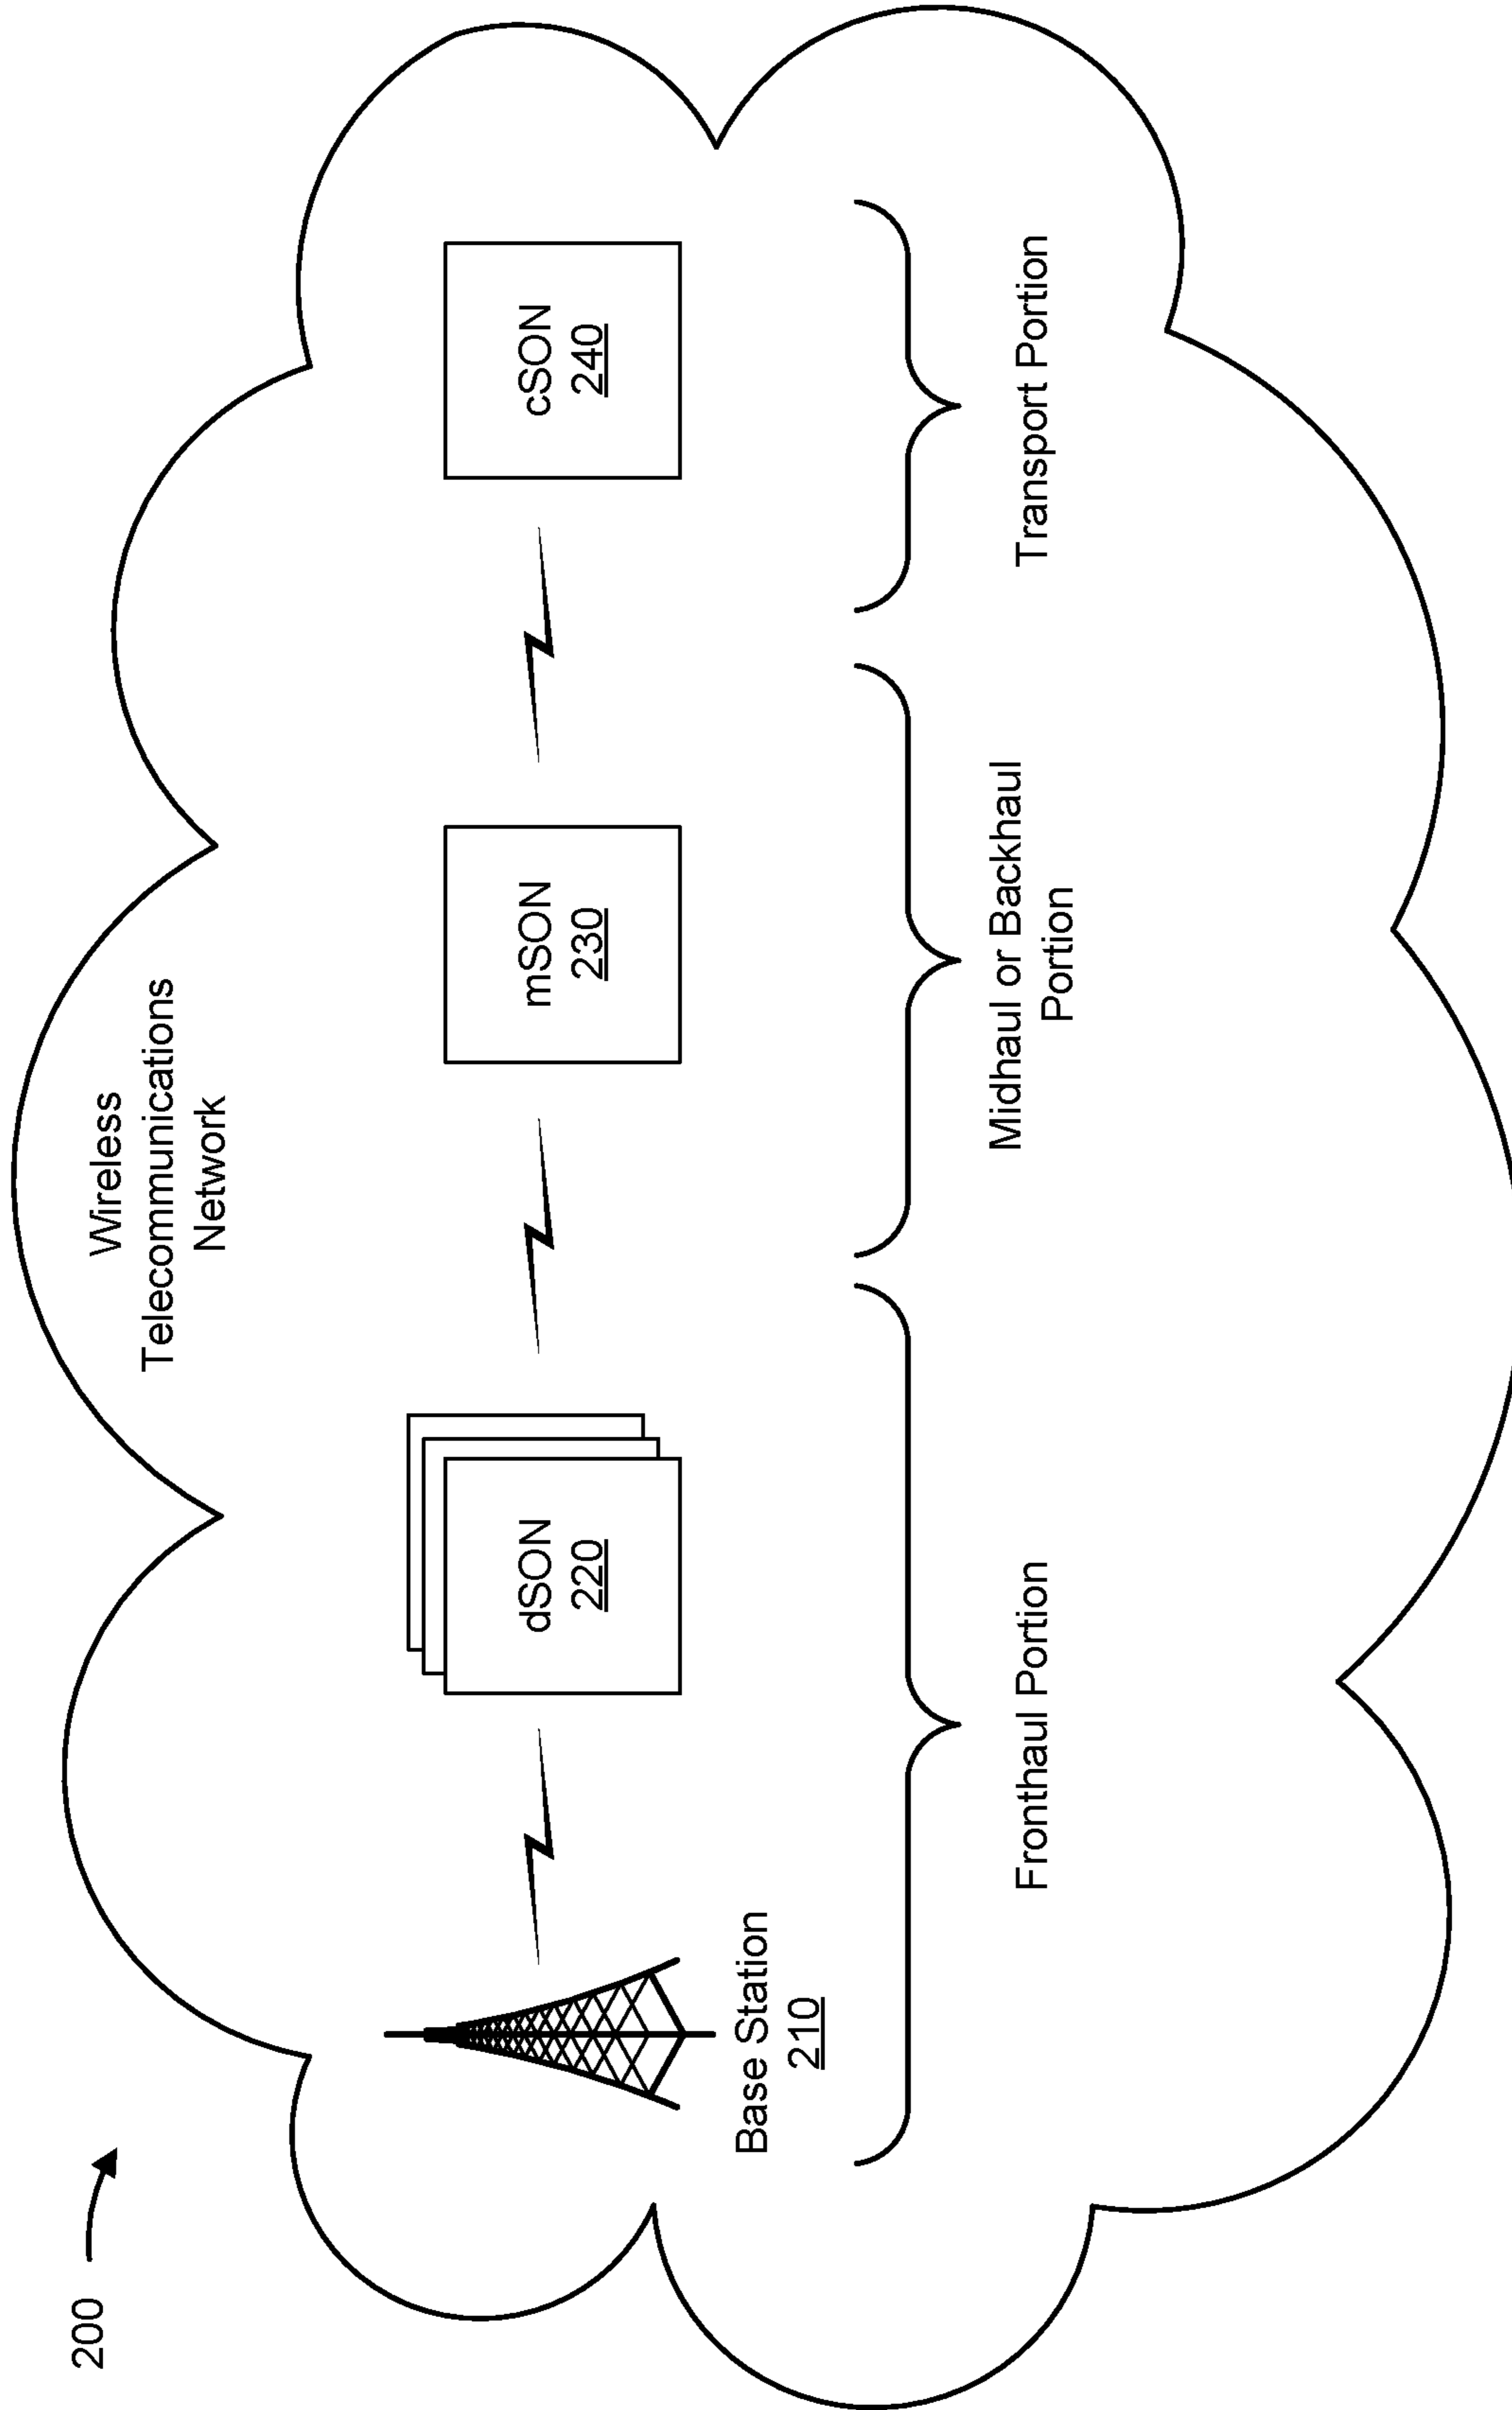 200
Wireless
Telecommunications
Network
Base Station
210
dSON
220
mSON
230
cSON
240
Fronthaul Portion
Midhaul or Backhaul
Portion
Transport Portion